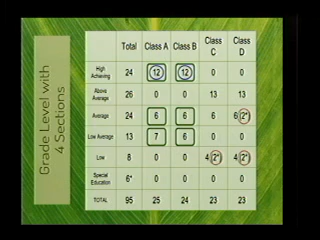 Grade Level with
4 Sections
Total Class A Class B Class C Class D
High Achieving 24 12 12 0 0
Above Average 26 0 0 13 13
Average 24 6 6 6 6 2*
Low Average 13 7 6 0 0
Low 8 0 0 4 2* 4 2*
Special Education 6* 0 0 0 0
TOTAL 95 25 24 23 23